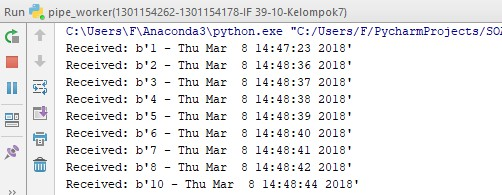 Run pipe_worker(1301154262-1301154178-IF 39-10-Kelompok7)
C:\Users\F\Anaconda3\python.exe "C:/Users/F/PycharmProjects/SO
Received: b'1 - Thu Mar  8 14:47:23 2018'
Received: b'2 - Thu Mar  8 14:48:36 2018'
Received: b'3 - Thu Mar  8 14:48:37 2018'
Received: b'4 - Thu Mar  8 14:48:38 2018'
Received: b'5 - Thu Mar  8 14:48:39 2018'
Received: b'6 - Thu Mar  8 14:48:40 2018'
Received: b'7 - Thu Mar  8 14:48:41 2018'
Received: b'8 - Thu Mar  8 14:48:42 2018'
Received: b'10 - Thu Mar  8 14:48:44 2018'